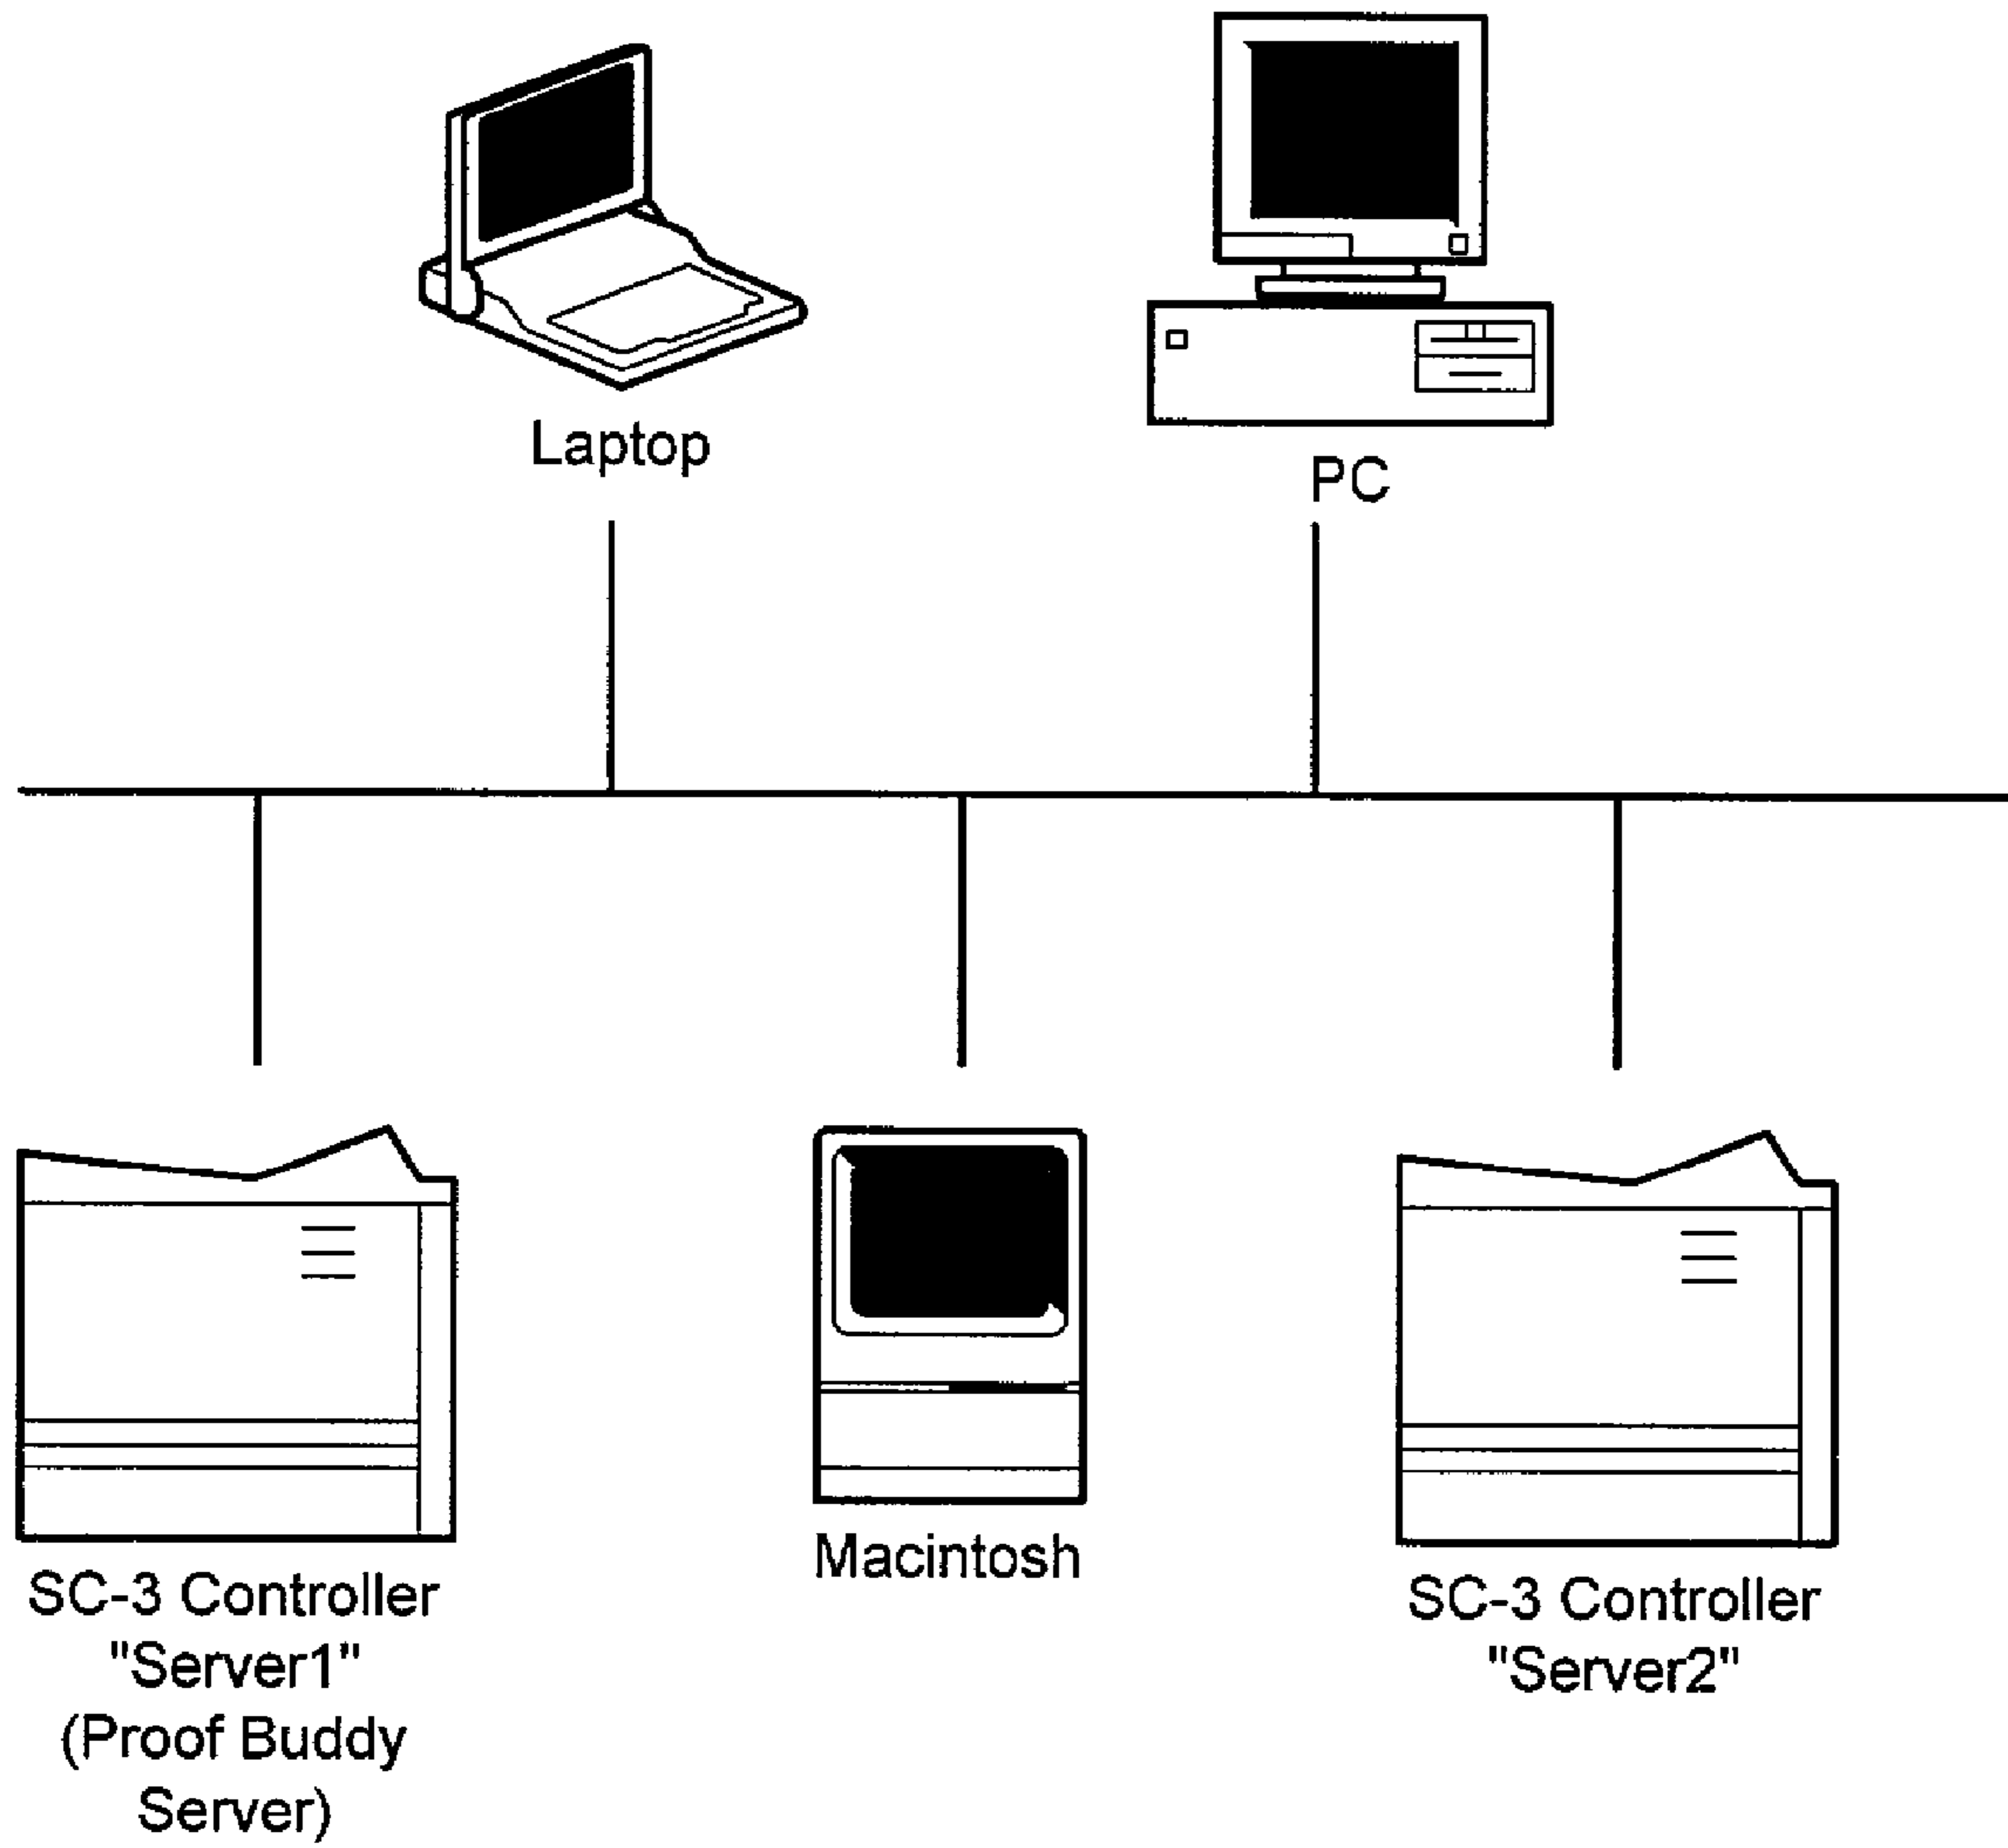 Laptop
PC
SC-3 Controller
"Server1"
(Proof Buddy
Server)
Macintosh
SC-3 Controller
"Server2"